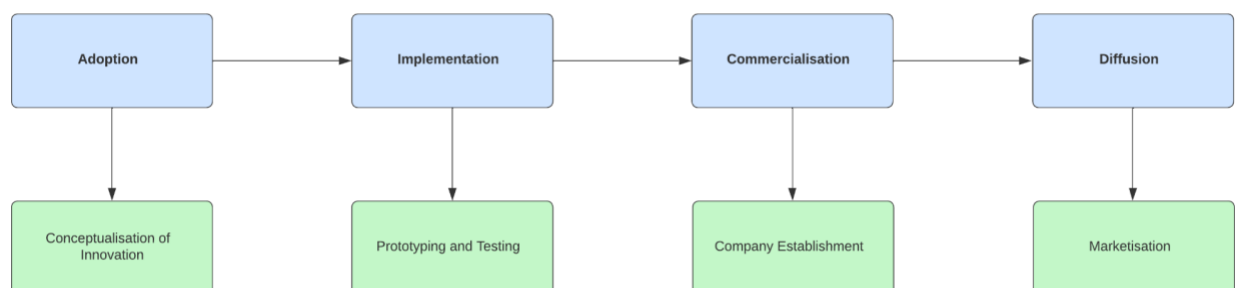 Adoption
Implementation
Commercialisation
Diffusion
Conceptualisation of
Innovation
Prototyping and Testing
Company Establishment
Marketisation